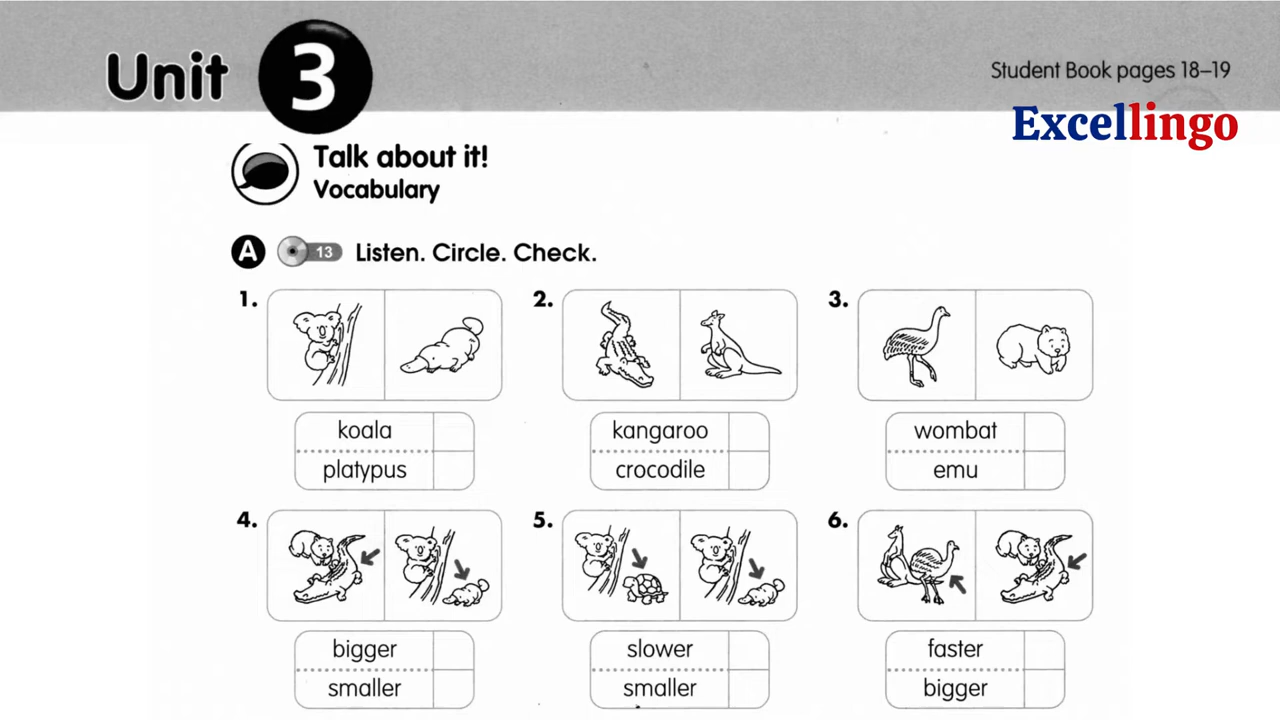 Unit 3
Student Book pages 18–19
Excellingo
Talk about it!
Vocabulary
A 13 Listen. Circle. Check.
1. 2. 3.
koala kangaroo wombat
platypus crocodile emu
4. 5. 6.
bigger slower faster
smaller smaller bigger